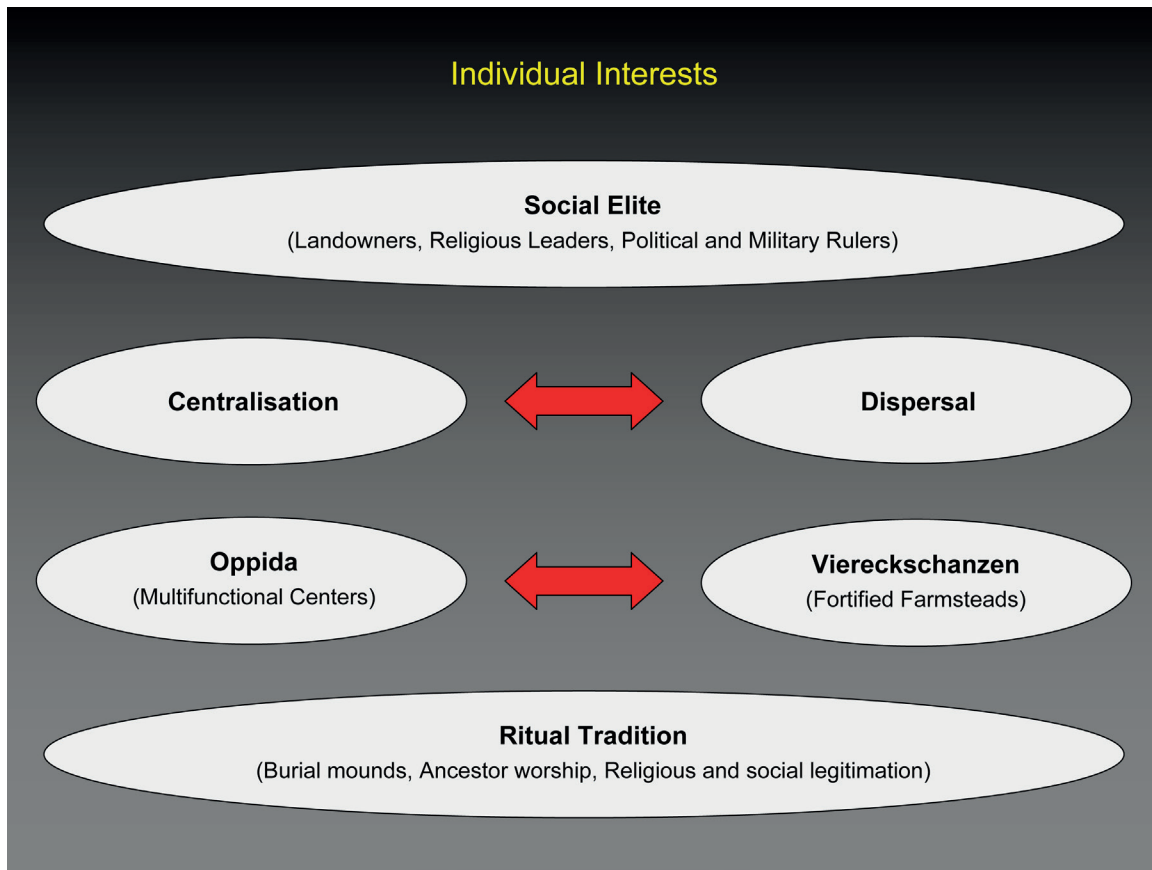 Individual Interests
Social Elite
(Landowners, Religious Leaders, Political and Military Rulers)
Centralisation
Dispersal
Oppida
(Multifunctional Centers)
Viereckschanzen
(Fortified Farmsteads)
Ritual Tradition
(Burial mounds, Ancestor worship, Religious and social legitimation)